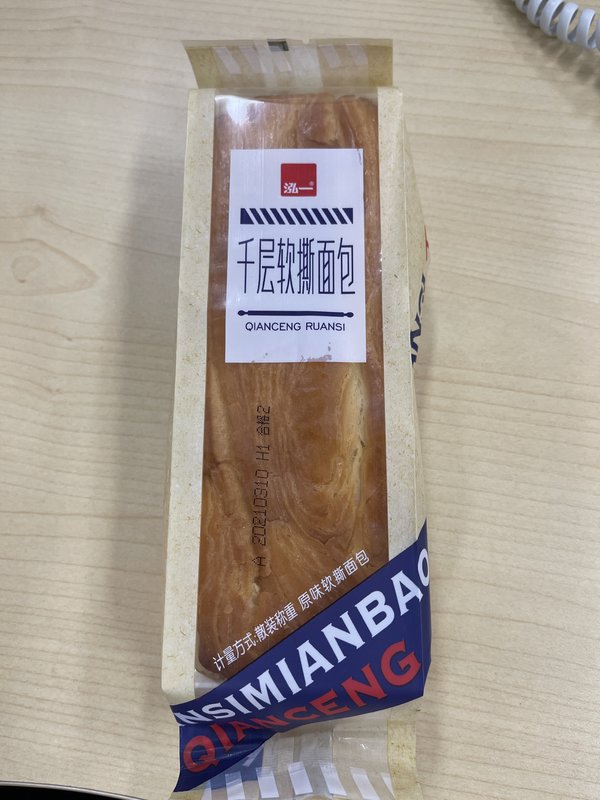 泓一®
千层软撕面包
QIANCENG RUANSI
A 20210310 H1 合格2
计量方式:散装称重 原味软撕面包
NSIMIANBAO
QIANCENG